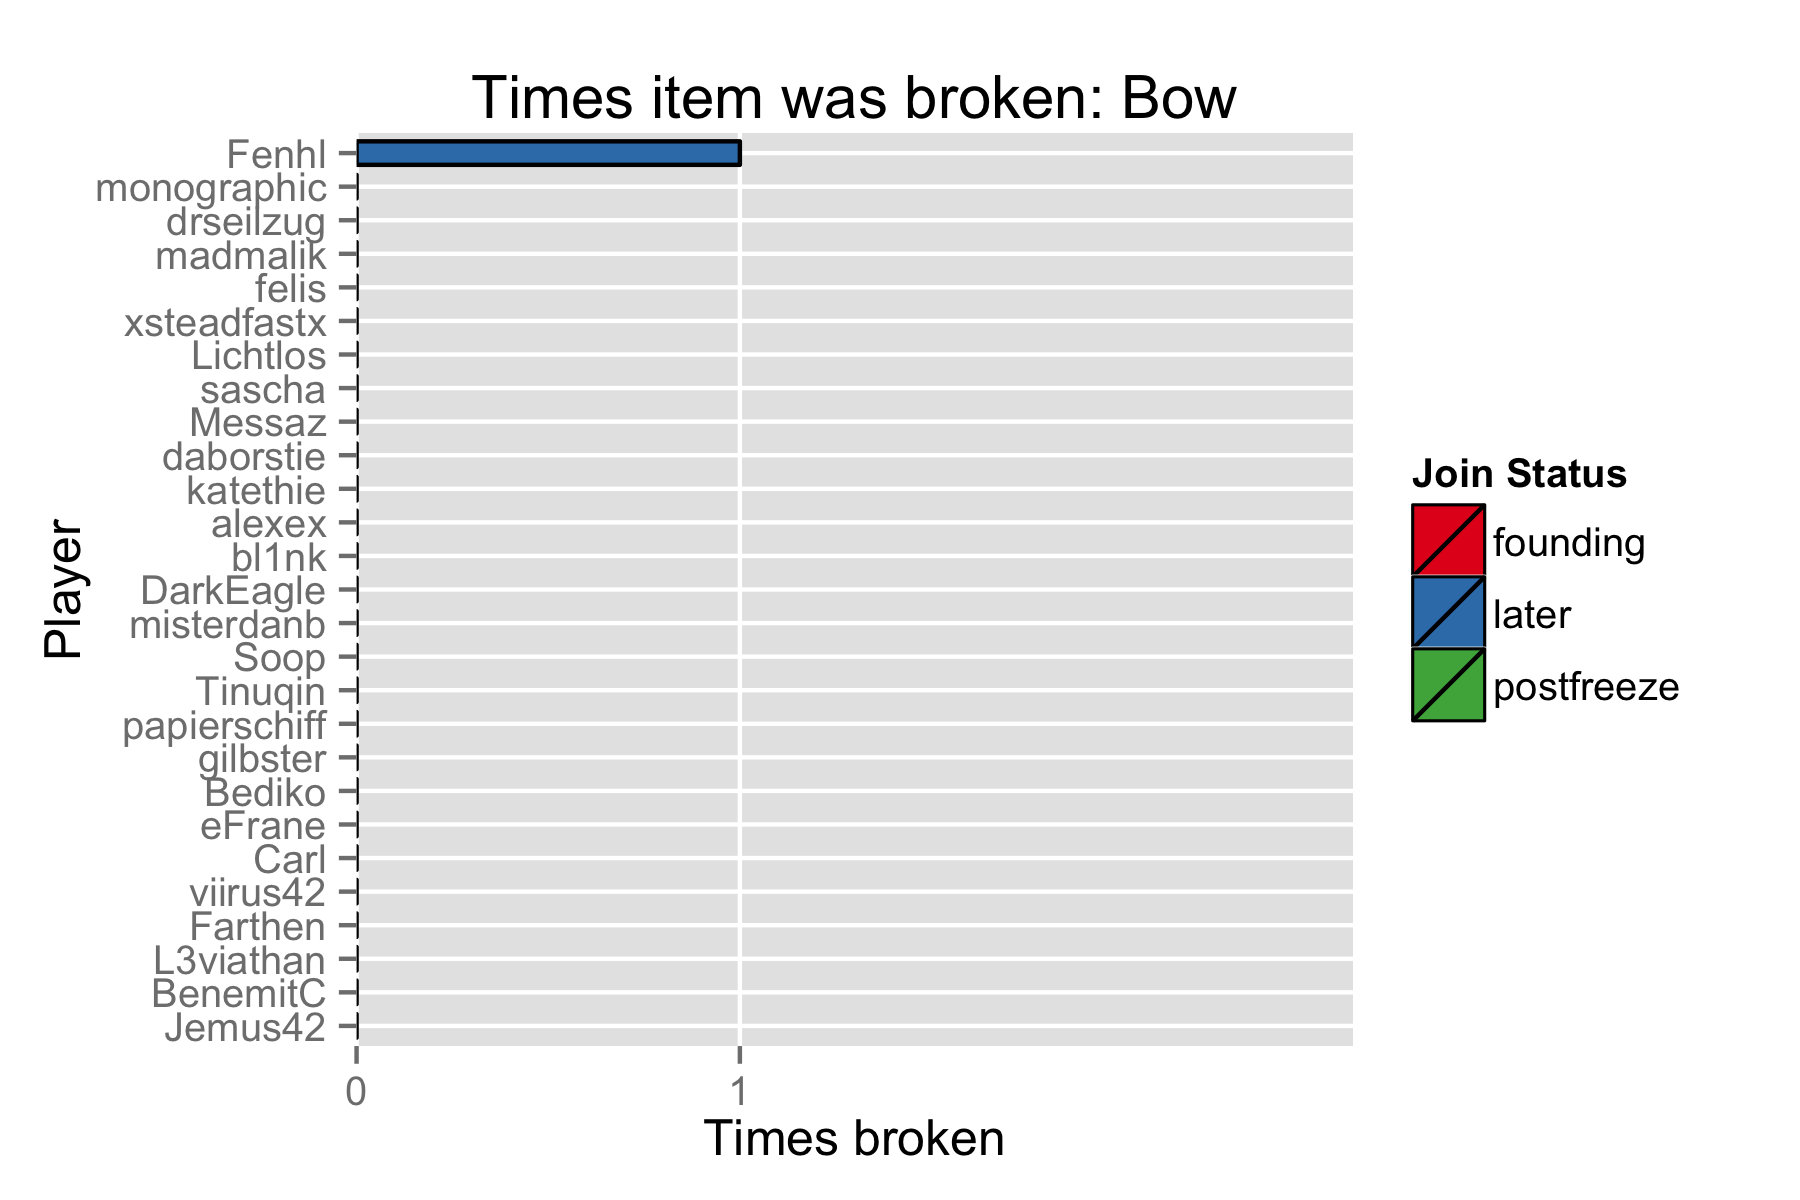 Times item was broken: Bow
Fenhl
monographic
drseilzug
madmalik
felis
xsteadfastx
Lichtlos
sascha
Messaz
daborstie
katethie
alexex
bl1nk
DarkEagle
misterdanb
Soop
Tinuqin
papierschiff
gilbster
Bediko
eFrane
Carl
viirus42
Farthen
L3viathan
BenemitC
Jemus42
Player
0 1
Times broken
Join Status
founding
later
postfreeze